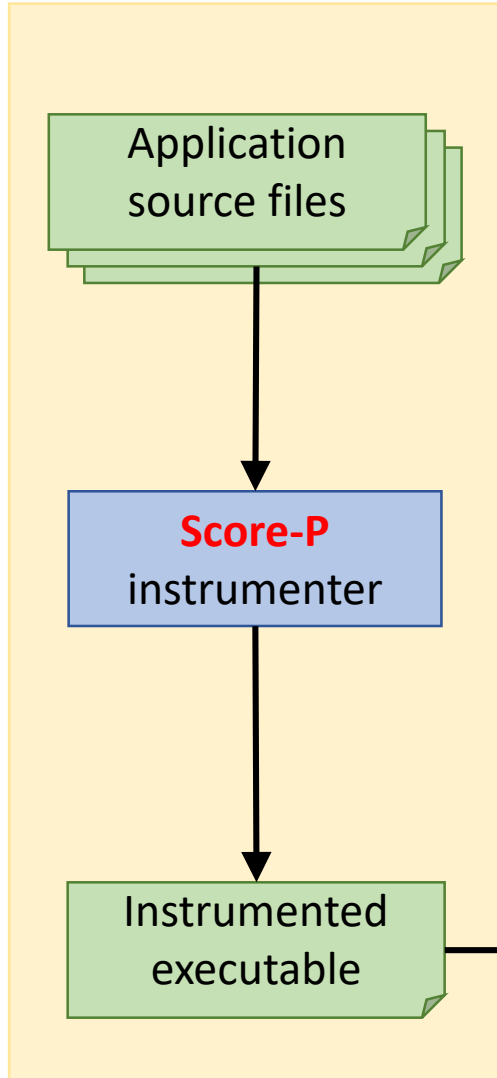 Application
source files
Score-P
instrumenter
Instrumented
executable